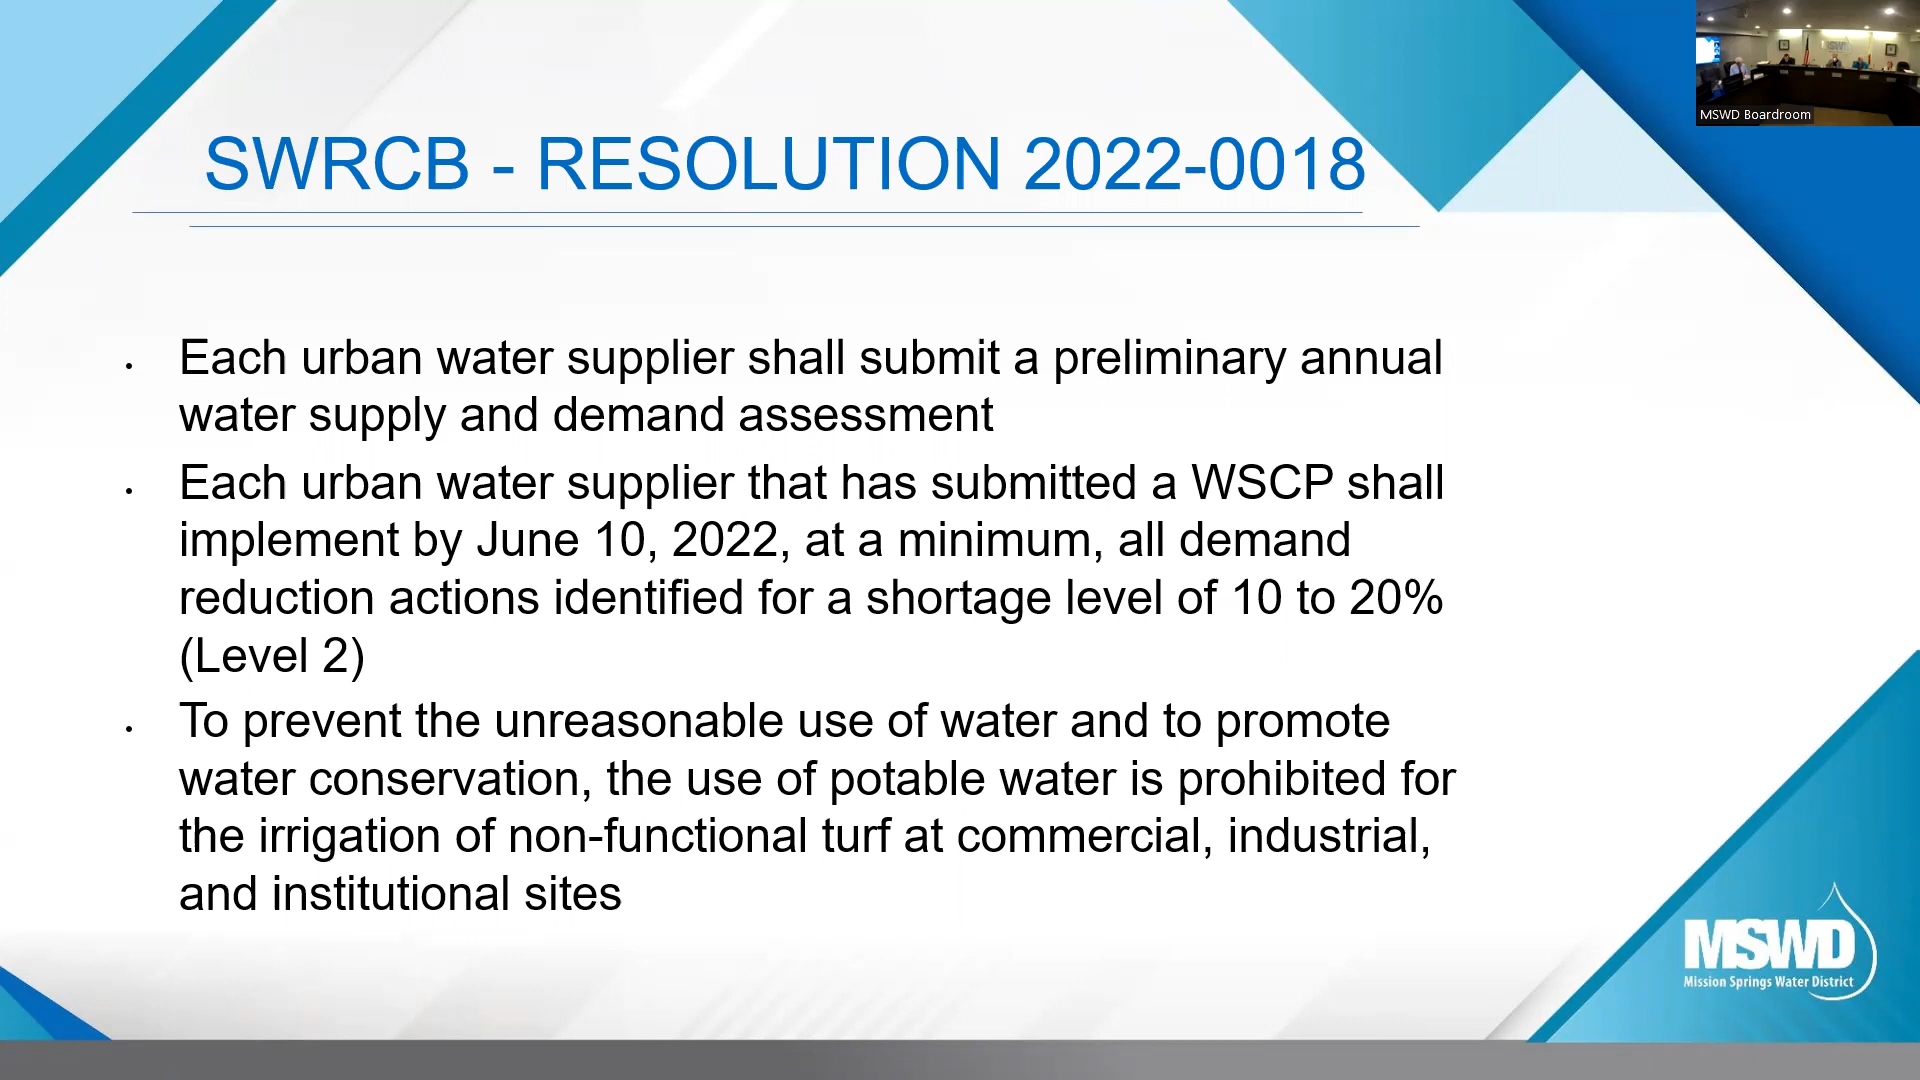 MSWD Boardroom
SWRCB - RESOLUTION 2022-0018
• Each urban water supplier shall submit a preliminary annual
water supply and demand assessment
• Each urban water supplier that has submitted a WSCP shall
implement by June 10, 2022, at a minimum, all demand
reduction actions identified for a shortage level of 10 to 20%
(Level 2)
• To prevent the unreasonable use of water and to promote
water conservation, the use of potable water is prohibited for
the irrigation of non-functional turf at commercial, industrial,
and institutional sites
MSWD
Mission Springs Water District